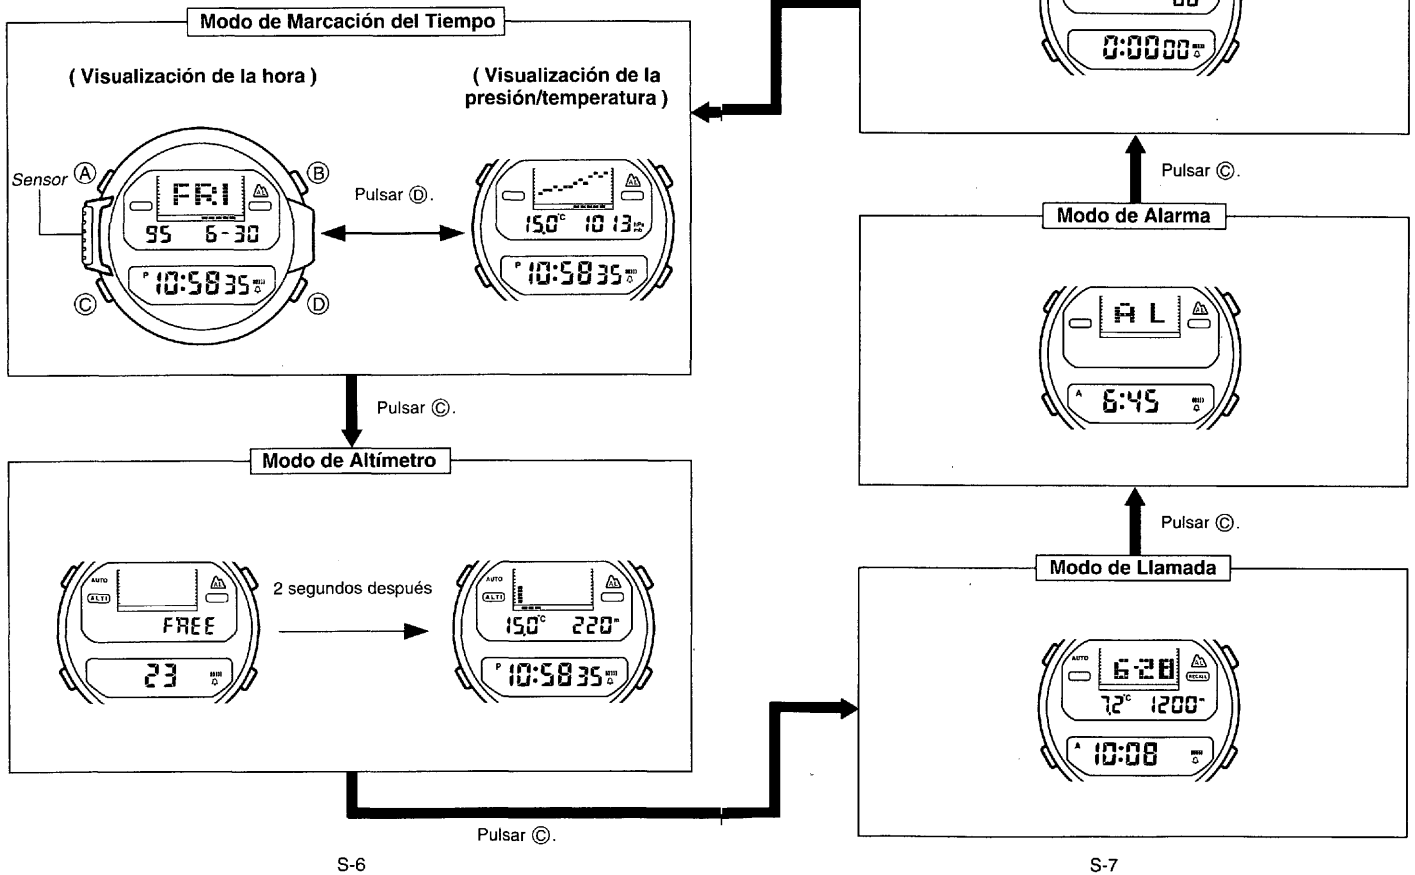 Modo de Marcación del Tiempo
( Visualización de la hora )
( Visualización de la
presión/temperatura )
Sensor
A
B
C
D
FRI
95 6-30
P 10:58 35
Pulsar Ⓓ.
15.0°C 1013 hPa mb
P 10:58 35
Pulsar Ⓒ.
Modo de Altímetro
AUTO
ALTI
FREE
23
2 segundos después
AUTO
ALTI
15.0°C 220m
P 10:58 35
Pulsar Ⓒ.
S-6
0:00 00
Pulsar Ⓒ.
Modo de Alarma
AL
A 6:45
Pulsar Ⓒ.
Modo de Llamada
AUTO
6-28
RECALL
7.2°C 1200m
A 10:08
S-7